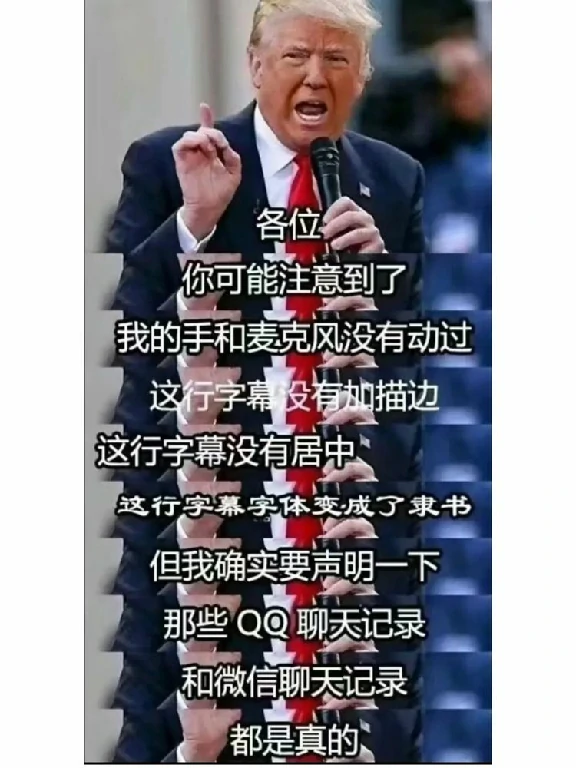 各位
你可能注意到了
我的手和麦克风没有动过
这行字幕没有加描边
这行字幕没有居中
这行字幕字体变成了隶书
但我确实要声明一下
那些 QQ 聊天记录
和微信聊天记录
都是真的